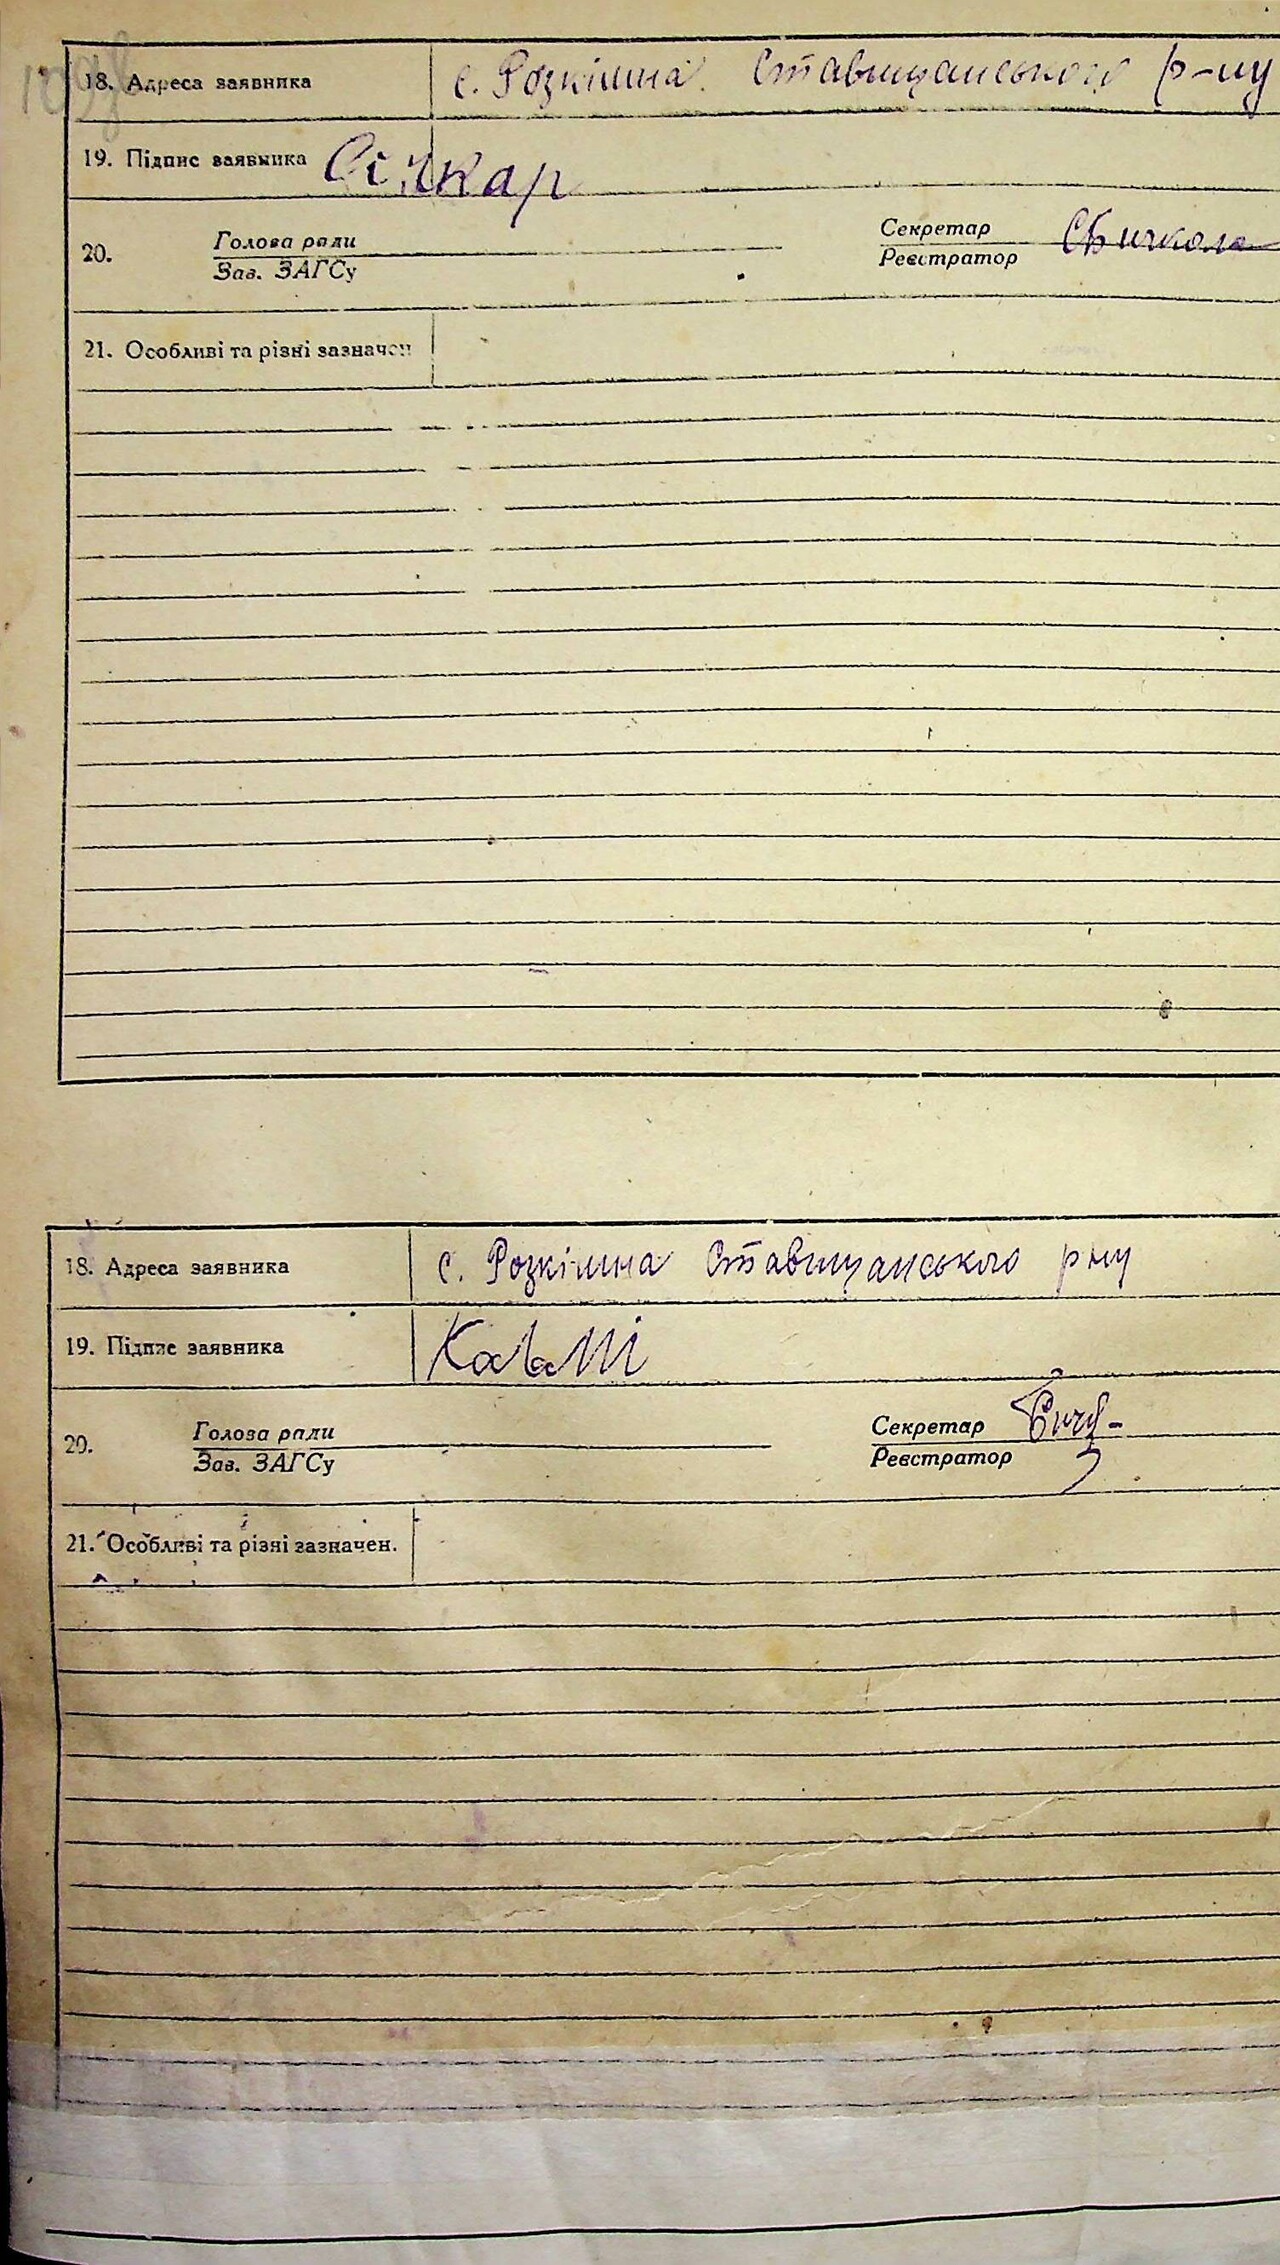 18. Адреса заявника с. Розкішна Ставищанського р-ну
19. Підпис заявника
20. Голова ради Секретар
Зав. ЗАГСу Реєстратор
21. Особливі та різні зазначен
18. Адреса заявника с. Розкішна Ставищанського р-ну
19. Підпис заявника
20. Голова ради Секретар
Зав. ЗАГСу Реєстратор
21. Особливі та різні зазначен.